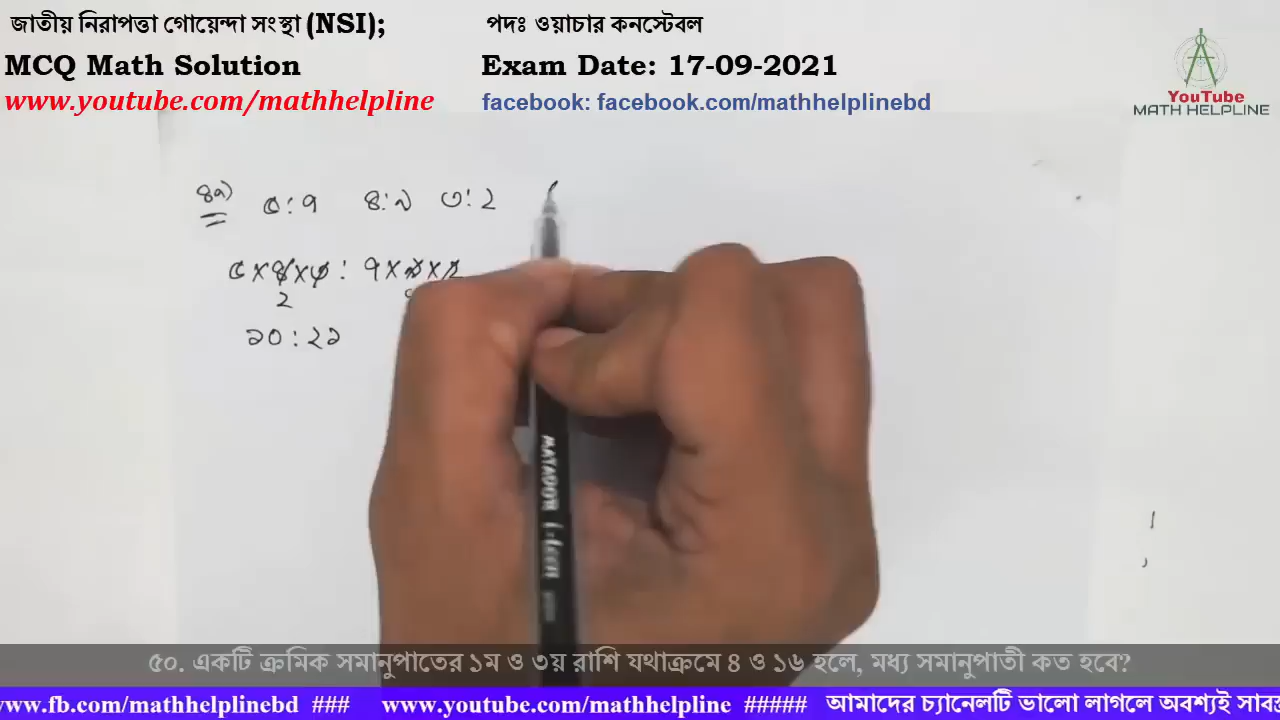 জাতীয় নিরাপত্তা গোয়েন্দা সংস্থা (NSI); পদঃ ওয়াচার কনস্টেবল
MCQ Math Solution Exam Date: 17-09-2021
www.youtube.com/mathhelpline facebook: facebook.com/mathhelplinebd
YouTube
MATH HELPLINE
৪৯) ৫:৭ ৪:৯ ৩:২
৫×৪×৩ : ৭×৯×২
২
১০:২১
৫০. একটি ক্রমিক সমানুপাতের ১ম ও ৩য় রাশি যথাক্রমে ৪ ও ১৬ হলে, মধ্য সমানুপাতী কত হবে?
ww.fb.com/mathhelplinebd ### www.youtube.com/mathhelpline ##### আমাদের চ্যানেলটি ভালো লাগলে অবশ্যই সাবস্